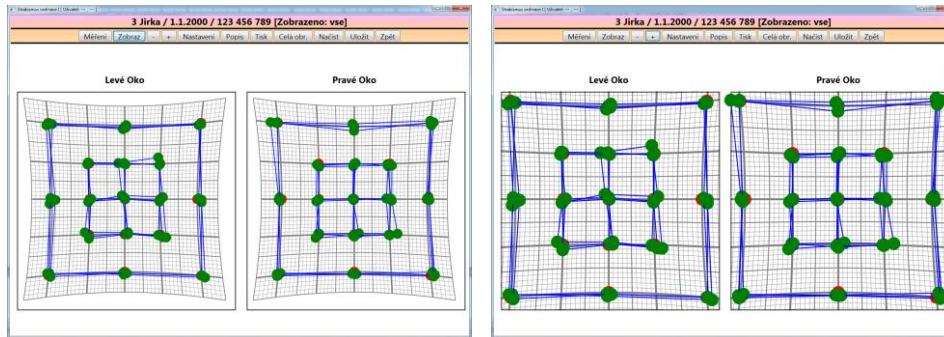 3 Jirka / 1.1.2000 / 123 456 789 [Zobrazeno: vse]
Měření Zobraz - + Nastaveni Popis Tisk Celá obr. Načíst Uložit Zpět
Levé Oko Pravé Oko
3 Jirka / 1.1.2000 / 123 456 789 [Zobrazeno: vse]
Měření Zobraz - + Nastaveni Popis Tisk Celá obr. Načíst Uložit Zpět
Levé Oko Pravé Oko